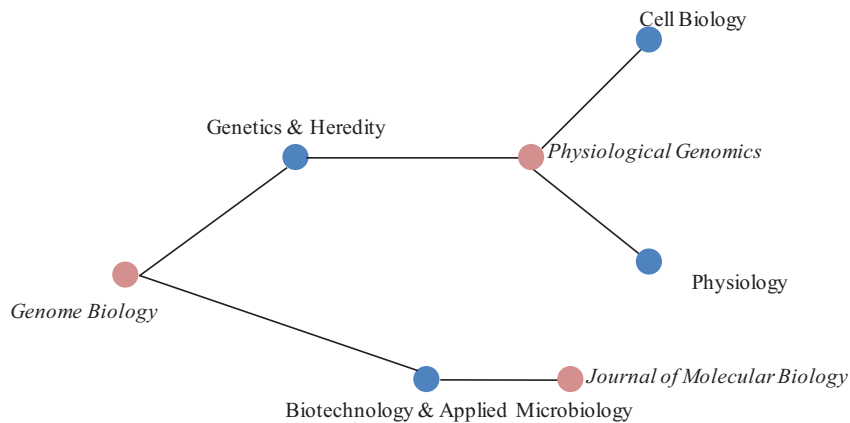 Cell Biology
Genetics & Heredity
Physiological Genomics
Physiology
Genome Biology
Journal of Molecular Biology
Biotechnology & Applied Microbiology